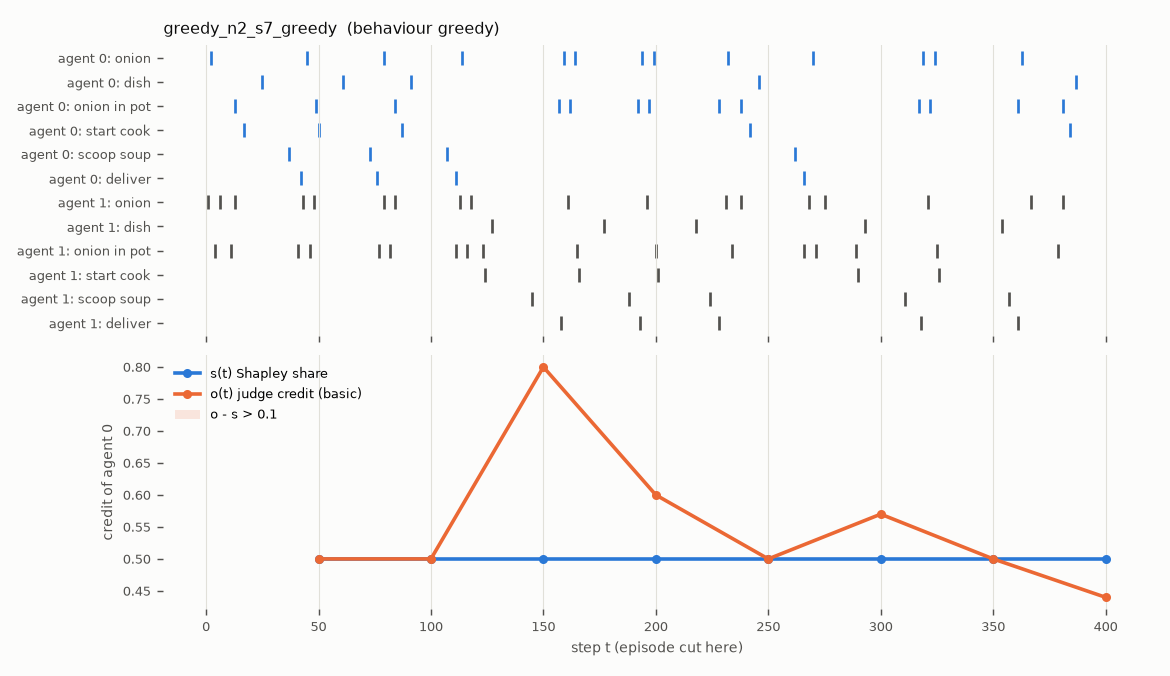 greedy_n2_s7_greedy  (behaviour greedy)
agent 0: onion
agent 0: dish
agent 0: onion in pot
agent 0: start cook
agent 0: scoop soup
agent 0: deliver
agent 1: onion
agent 1: dish
agent 1: onion in pot
agent 1: start cook
agent 1: scoop soup
agent 1: deliver
s(t) Shapley share
o(t) judge credit (basic)
o - s > 0.1
credit of agent 0
0.80
0.75
0.70
0.65
0.60
0.55
0.50
0.45
0 50 100 150 200 250 300 350 400
step t (episode cut here)